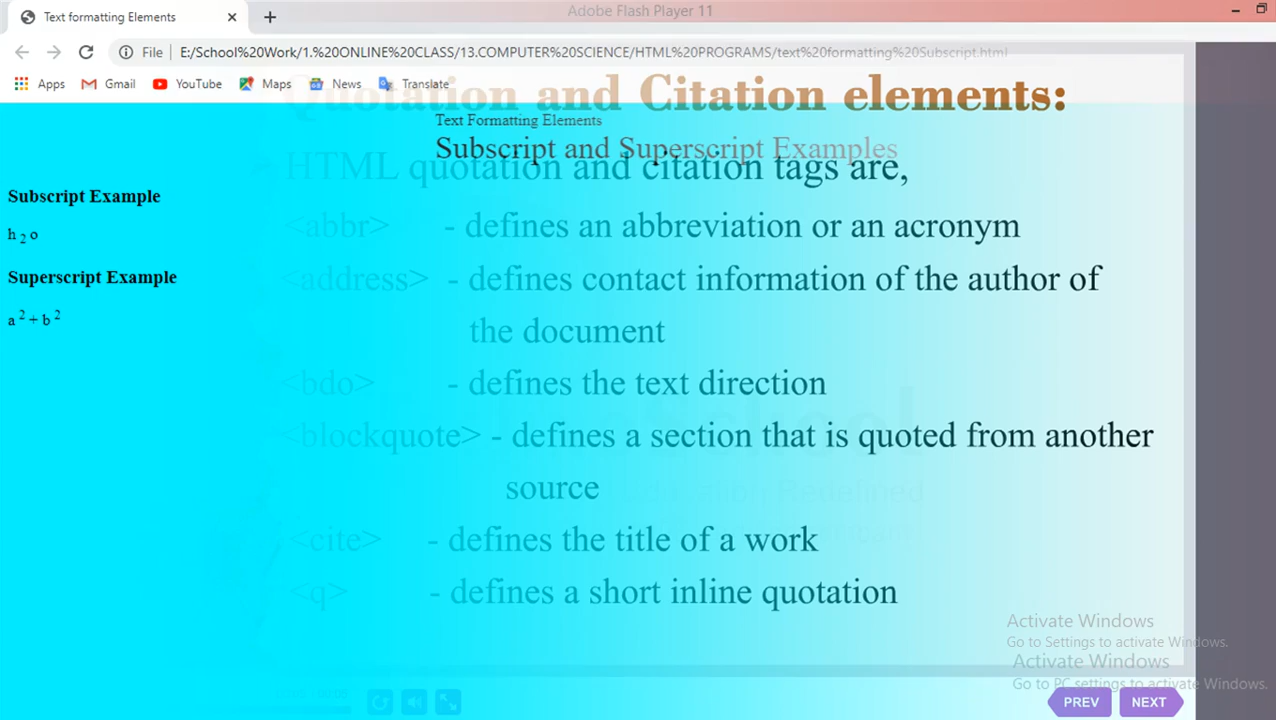 Text formatting Elements
Adobe Flash Player 11
File E:/School%20Work/1.%20ONLINE%20CLASS/13.COMPUTER%20SCIENCE/HTML%20PROGRAMS/text%20formatting%20Subscript.html
Apps Gmail YouTube Maps News Translate
Quotation and Citation elements:
Text Formatting Elements
Subscript and Superscript Examples
HTML quotation and citation tags are,
Subscript Example
<abbr> - defines an abbreviation or an acronym
h 2 o
Superscript Example
<address> - defines contact information of the author of
the document
a 2 + b 2
<bdo> - defines the text direction
<blockquote> - defines a section that is quoted from another
source
Redefined
<cite> - defines the title of a work
<q> - defines a short inline quotation
Activate Windows
Go to Settings to activate Windows.
Activate Windows
Go to PC settings to activate Windows.
PREV NEXT